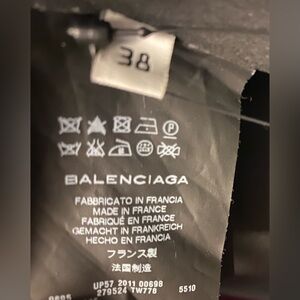 38
BALENCIAGA
FABBRICATO IN FRANCIA
MADE IN FRANCE
FABRIQUÉ EN FRANCE
GEMACHT IN FRANKREICH
HECHO EN FRANCIA
フランス製
法国制造
UP57 2011 00698
279524 TW778 5510